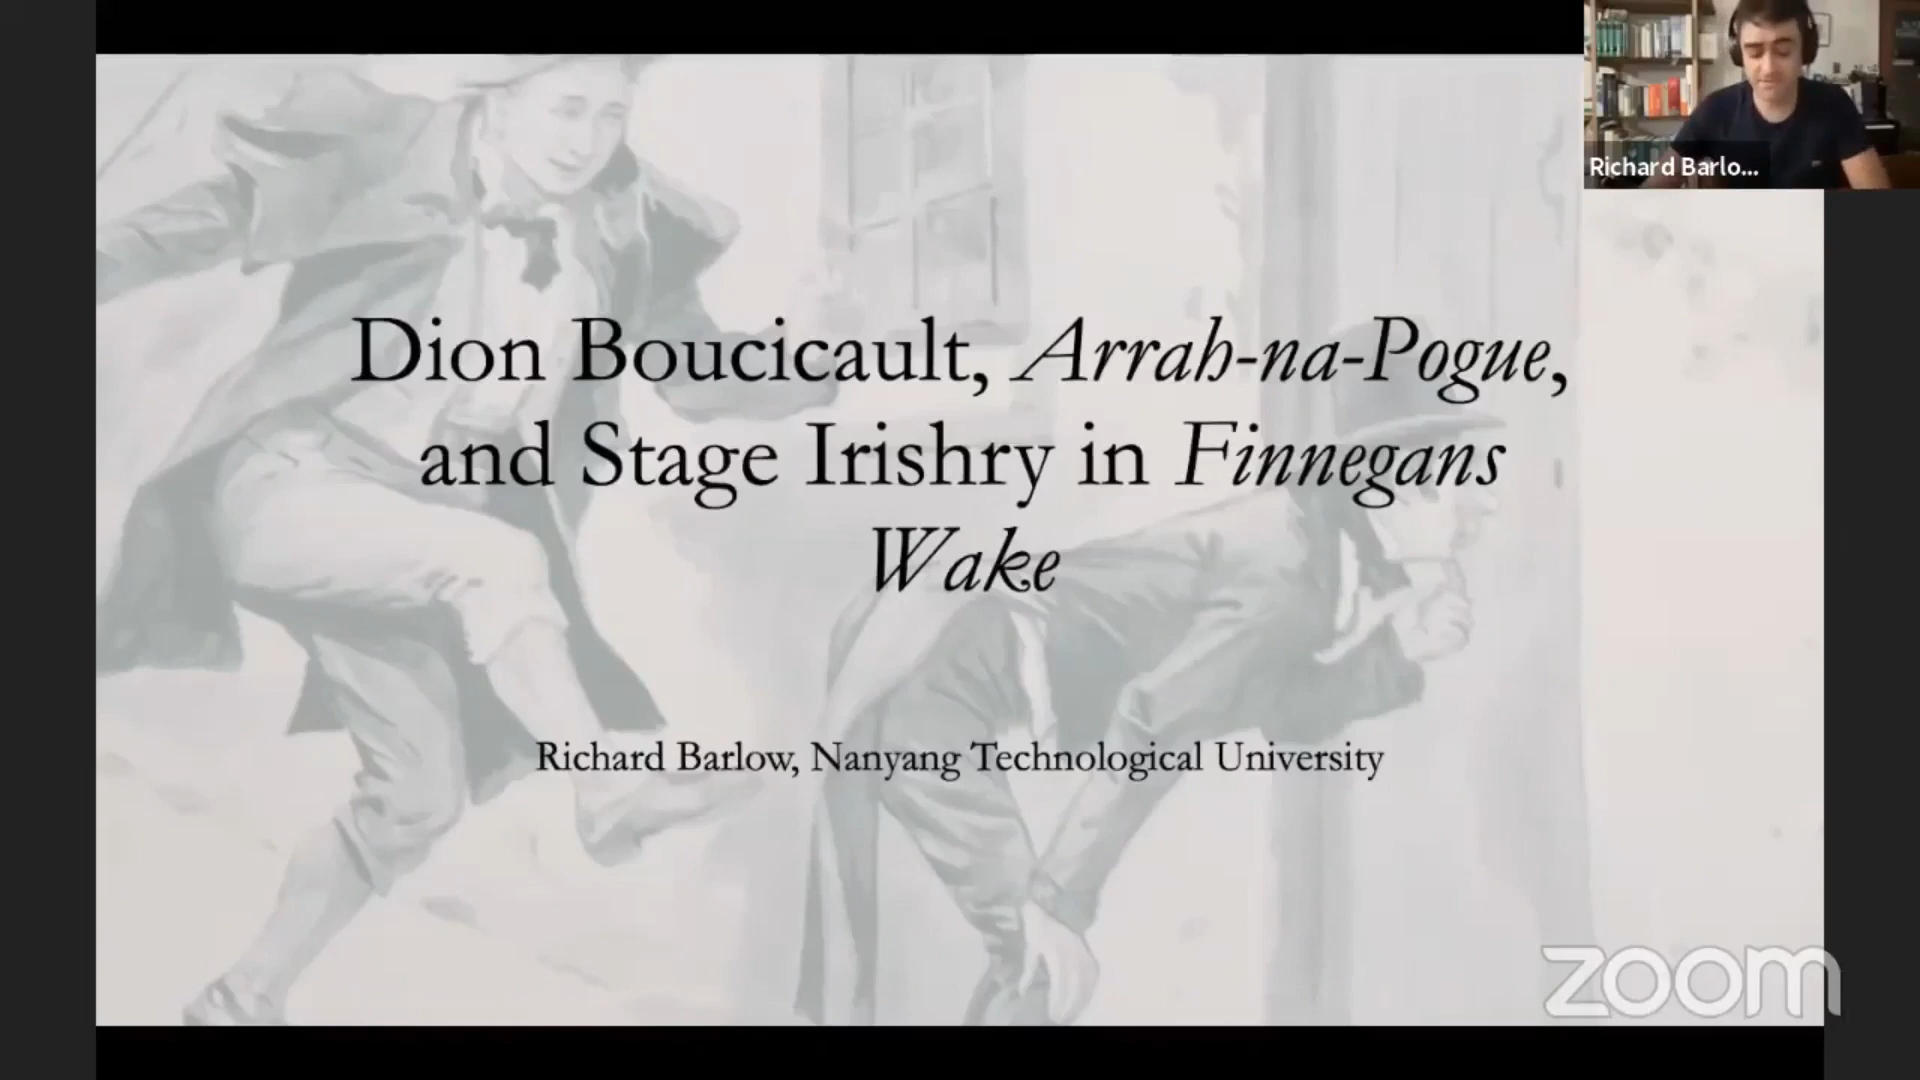 Richard Barlo...
Dion Boucicault, Arrah-na-Pogue,
and Stage Irishry in Finnegans
Wake
Richard Barlow, Nanyang Technological University
zoom